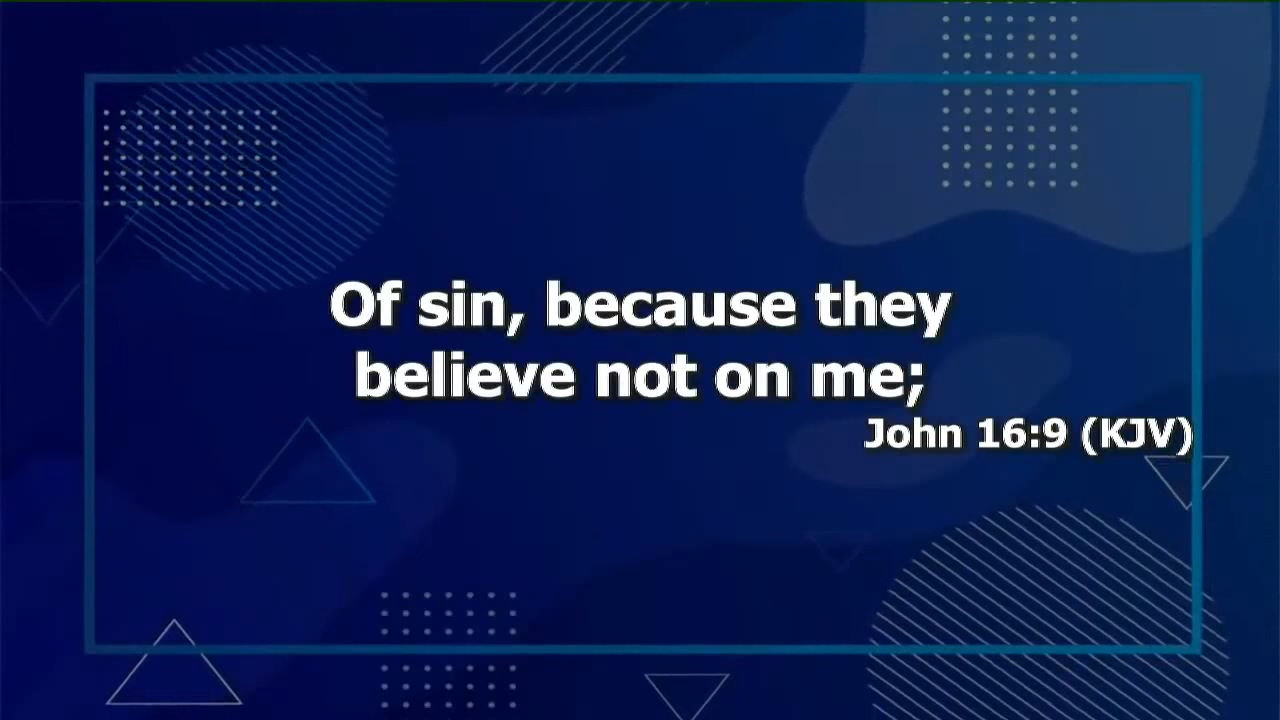 Of sin, because they
believe not on me;
John 16:9 (KJV)